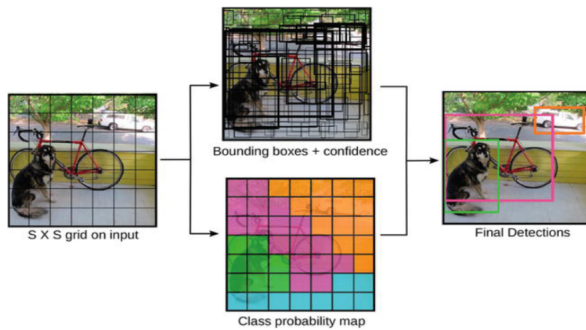 S X S grid on input
Bounding boxes + confidence
Class probability map
Final Detections